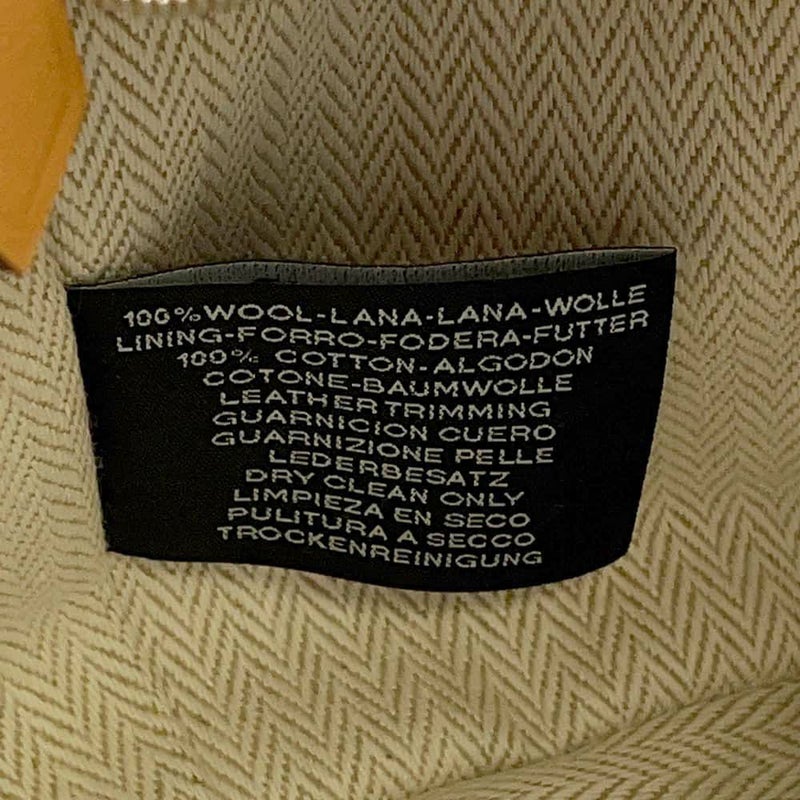 100%WOOL-LANA-LANA-WOLLE
LINING-FORRO-FODERA-FUTTER
100% COTTON-ALGODON
COTONE-BAUMWOLLE
LEATHER TRIMMING
GUARNICION CUERO
GUARNIZIONE PELLE
LEDERBESATZ
DRY CLEAN ONLY
LIMPIEZA EN SECO
PULITURA A SECCO
TROCKENREINIGUNG